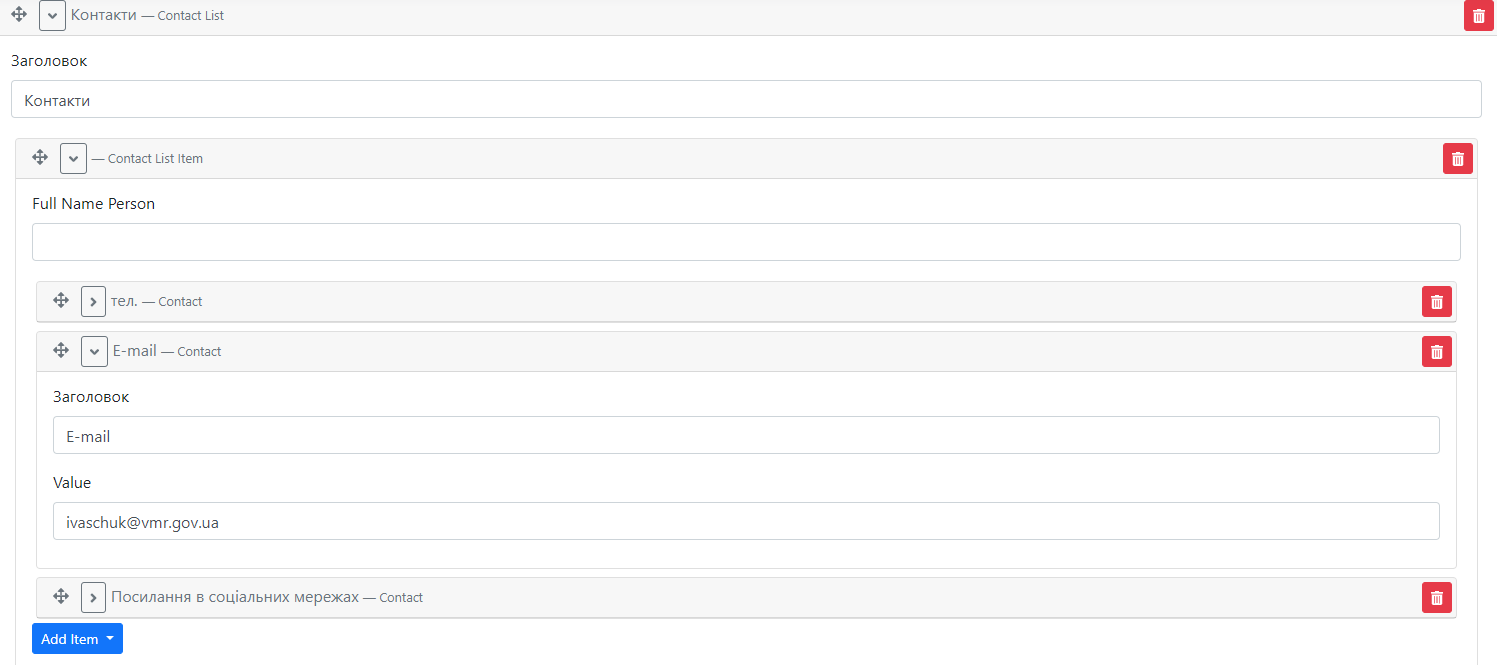 Контакти — Contact List
Заголовок
Контакти
— Contact List Item
Full Name Person
тел. — Contact
E-mail — Contact
Заголовок
E-mail
Value
ivaschuk@vmr.gov.ua
Посилання в соціальних мережах — Contact
Add Item